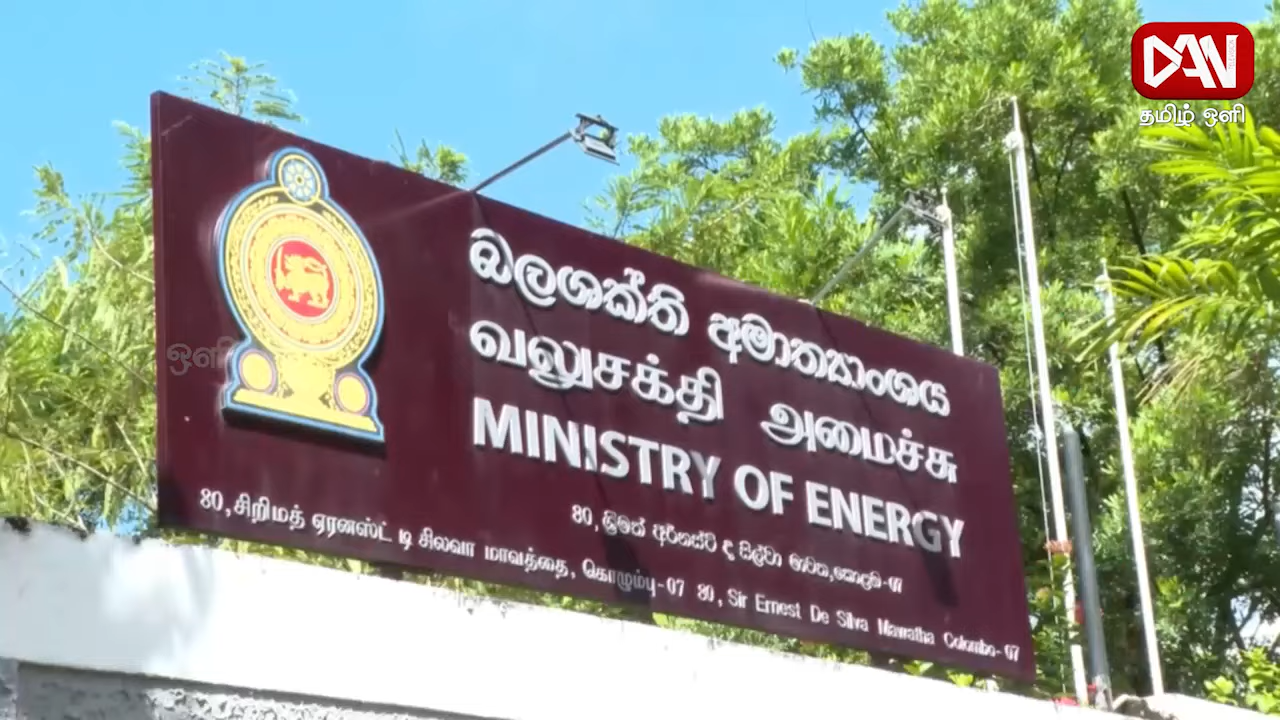 DAN
தமிழ் ஒளி
බලශක්ති අමාත්‍යාංශය
வலுசக்தி அமைச்சு
MINISTRY OF ENERGY
80, ශ්‍රීමත් අර්නස්ට් ද සිල්වා මාවත, කොළඹ-07
80, சிறிமத் ஏரனஸ்ட் டி சில்வா மாவத்தை, கொழும்பு-07
80, Sir Ernest De Silva Mawatha Colombo-07
ஒளி